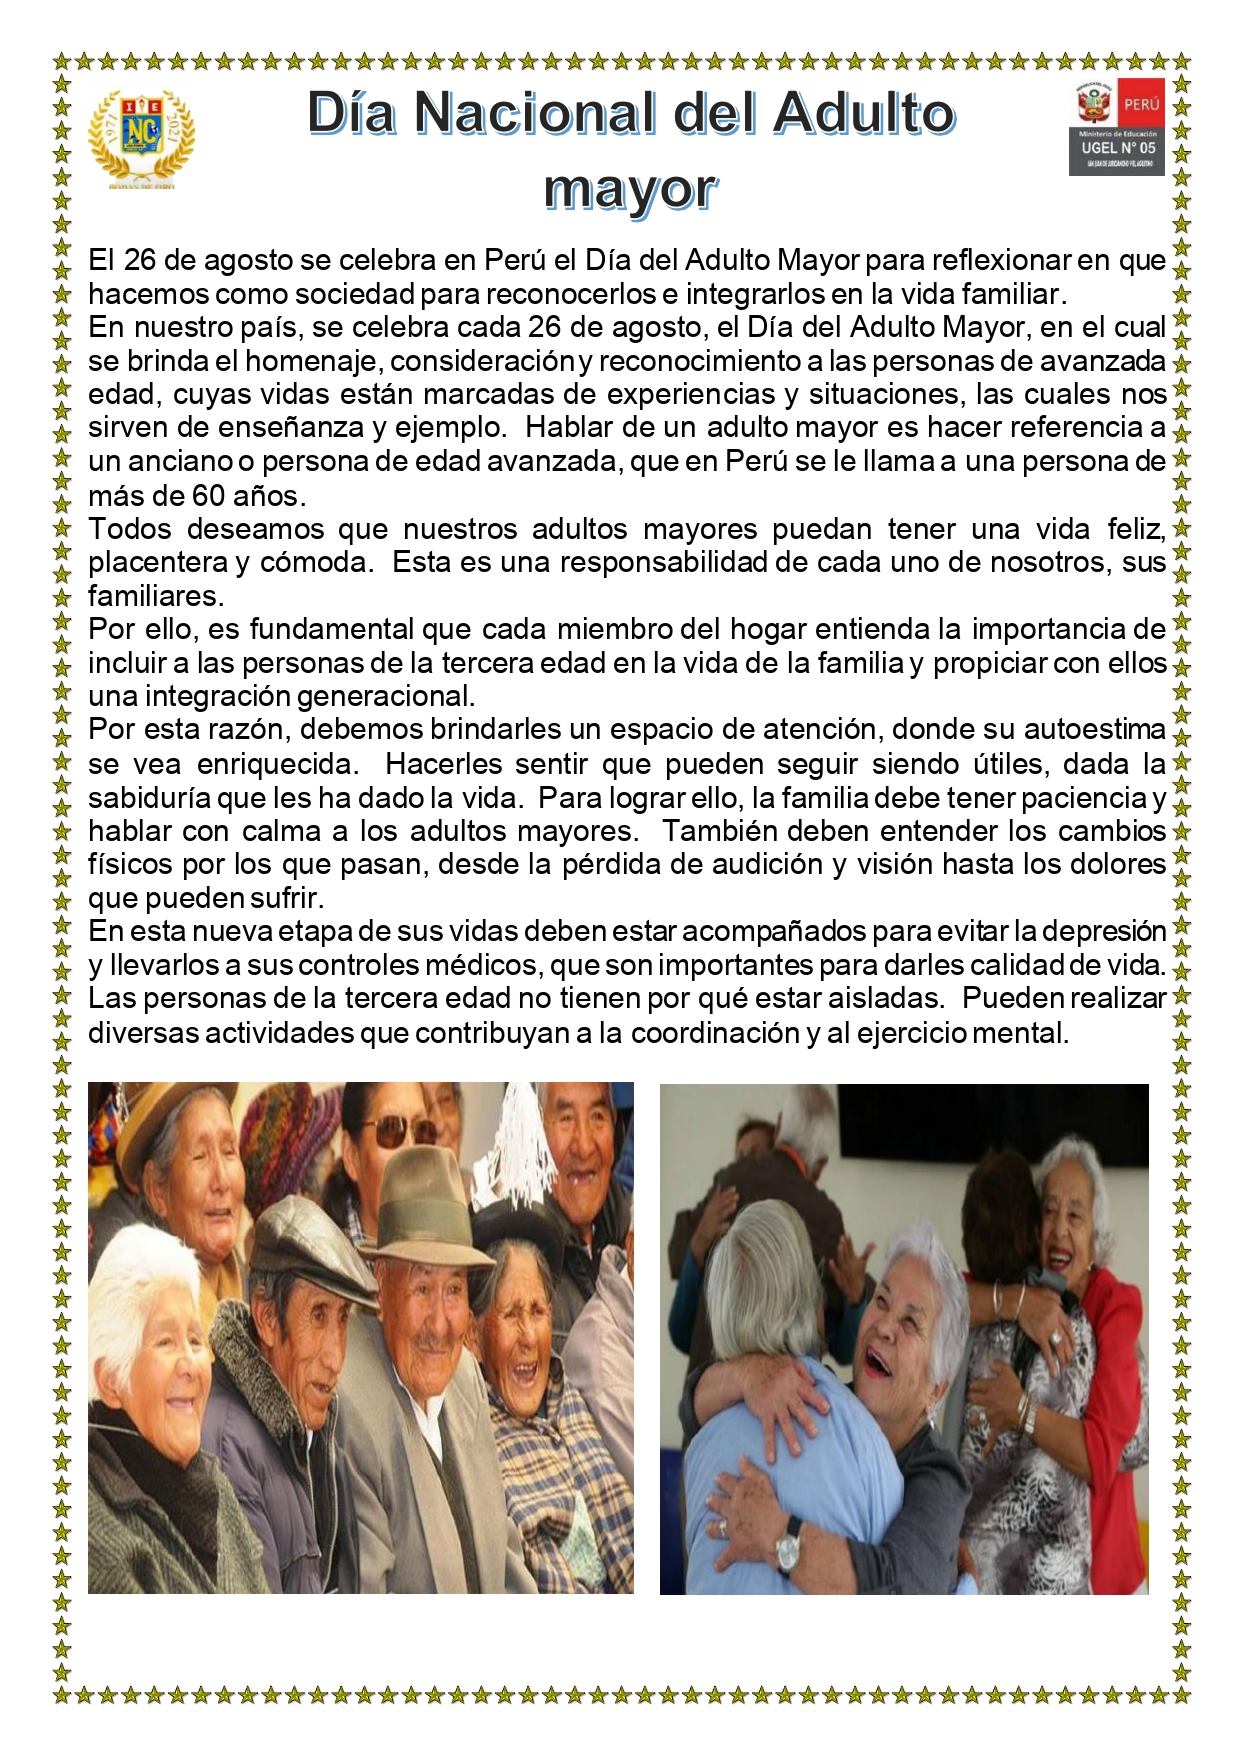 Día Nacional del Adulto
mayor
I E
NC
1971
2021
BODAS DE ORO
PERÚ
Ministerio de Educación
UGEL N° 05
SAN JUAN DE LURIGANCHO Y EL AGUSTINO
El 26 de agosto se celebra en Perú el Día del Adulto Mayor para reflexionar en que
hacemos como sociedad para reconocerlos e integrarlos en la vida familiar.
En nuestro país, se celebra cada 26 de agosto, el Día del Adulto Mayor, en el cual
se brinda el homenaje, consideración y reconocimiento a las personas de avanzada
edad, cuyas vidas están marcadas de experiencias y situaciones, las cuales nos
sirven de enseñanza y ejemplo. Hablar de un adulto mayor es hacer referencia a
un anciano o persona de edad avanzada, que en Perú se le llama a una persona de
más de 60 años.
Todos deseamos que nuestros adultos mayores puedan tener una vida feliz,
placentera y cómoda. Esta es una responsabilidad de cada uno de nosotros, sus
familiares.
Por ello, es fundamental que cada miembro del hogar entienda la importancia de
incluir a las personas de la tercera edad en la vida de la familia y propiciar con ellos
una integración generacional.
Por esta razón, debemos brindarles un espacio de atención, donde su autoestima
se vea enriquecida. Hacerles sentir que pueden seguir siendo útiles, dada la
sabiduría que les ha dado la vida. Para lograr ello, la familia debe tener paciencia y
hablar con calma a los adultos mayores. También deben entender los cambios
físicos por los que pasan, desde la pérdida de audición y visión hasta los dolores
que pueden sufrir.
En esta nueva etapa de sus vidas deben estar acompañados para evitar la depresión
y llevarlos a sus controles médicos, que son importantes para darles calidad de vida.
Las personas de la tercera edad no tienen por qué estar aisladas. Pueden realizar
diversas actividades que contribuyan a la coordinación y al ejercicio mental.